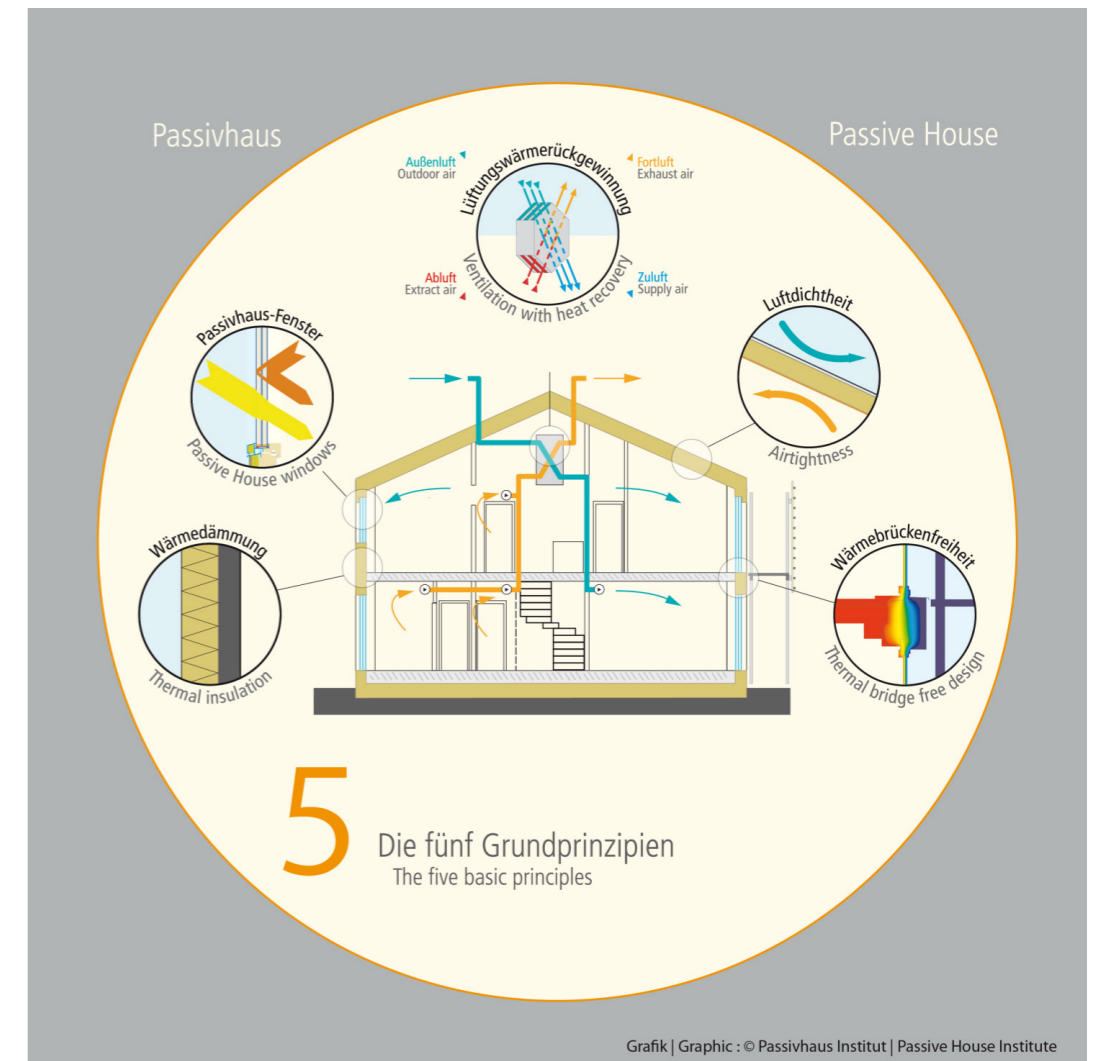 Passivhaus
Passive House
Außenluft
Outdoor air
Fortluft
Exhaust air
Lüftungswärmerückgewinnung
Abluft
Extract air
Zuluft
Supply air
Ventilation with heat recovery
Passivhaus-Fenster
Passive House windows
Luftdichtheit
Airtightness
Wärmedämmung
Thermal insulation
Wärmebrückenfreiheit
Thermal bridge free design
5
Die fünf Grundprinzipien
The five basic principles
Grafik | Graphic : © Passivhaus Institut | Passive House Institute